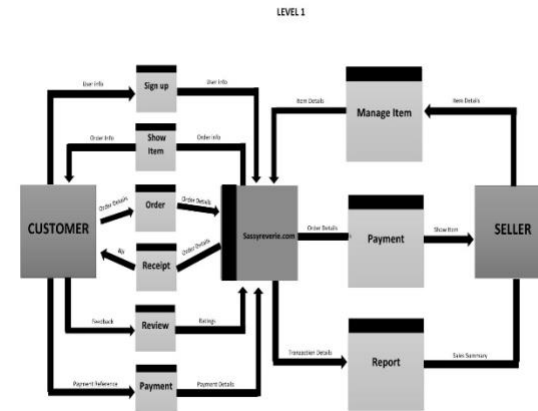 LEVEL 1
User Info
Sign up
User Info
Order Info
Show
Item
Order Info
Order Details
Order
Order Details
CUSTOMER
Bill
Receipt
Order Details
Feedback
Review
Ratings
Payment Reference
Payment
Payment Details
Sassyreverie.com
Item Details
Manage Item
Item Details
Order Details
Payment
Show Item
SELLER
Transaction Details
Report
Sales Summary